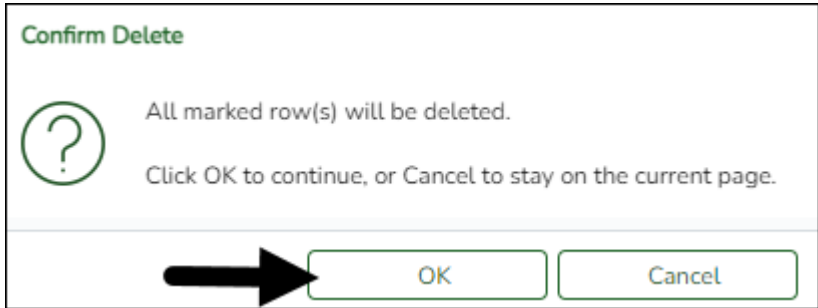 Confirm Delete
All marked row(s) will be deleted.
Click OK to continue, or Cancel to stay on the current page.
OK
Cancel